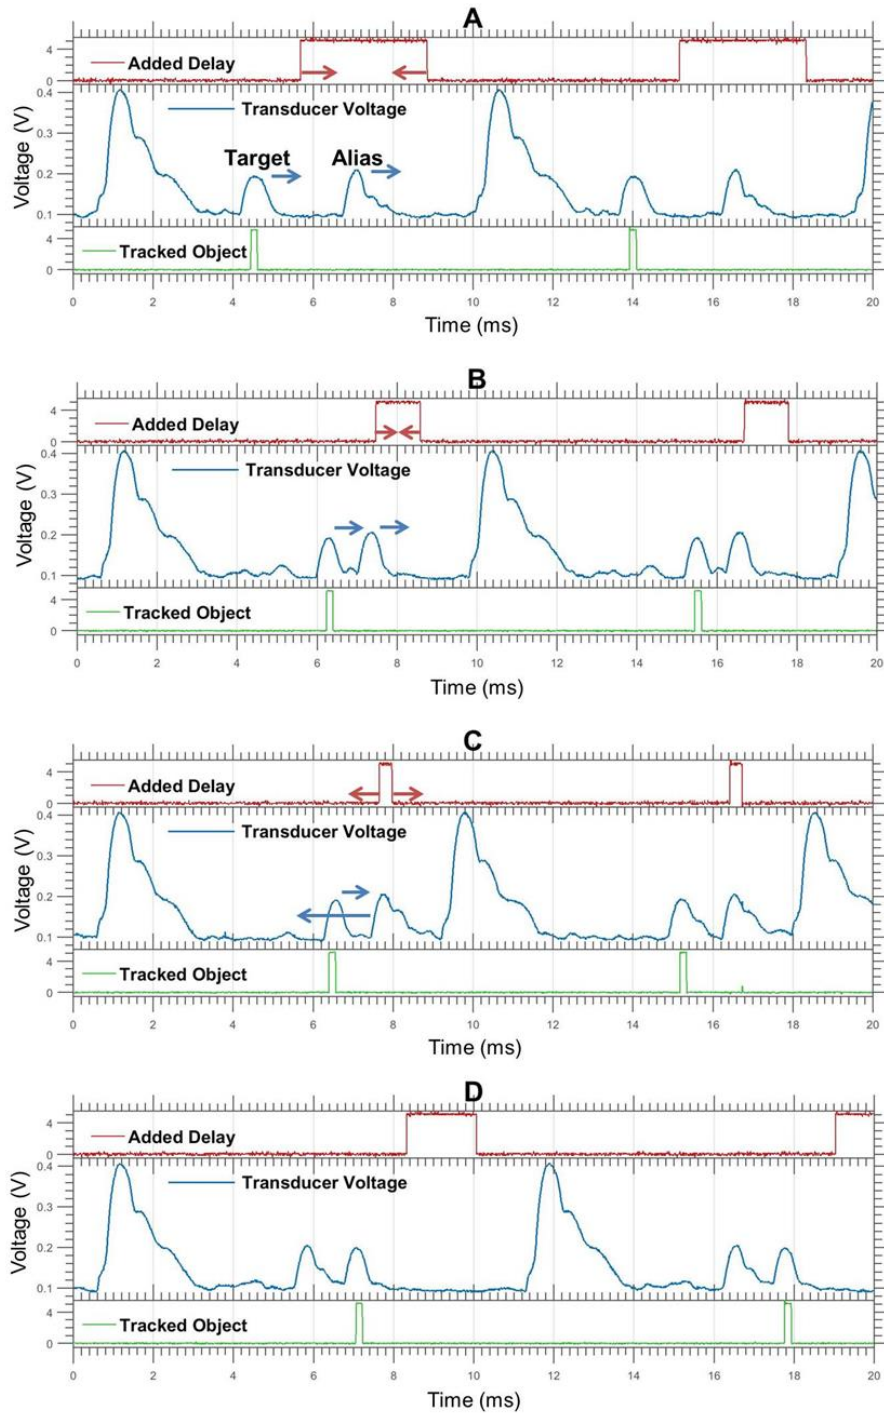 A
4
0
Added Delay
Voltage (V)
0.4
0.3
0.2
0.1
Transducer Voltage
Target
Alias
4
0
Tracked Object
0 2 4 6 8 10 12 14 16 18 20
Time (ms)
B
4
0
Added Delay
Voltage (V)
0.4
0.3
0.2
0.1
Transducer Voltage
4
0
Tracked Object
0 2 4 6 8 10 12 14 16 18 20
Time (ms)
C
4
0
Added Delay
Voltage (V)
0.4
0.3
0.2
0.1
Transducer Voltage
4
0
Tracked Object
0 2 4 6 8 10 12 14 16 18 20
Time (ms)
D
4
0
Added Delay
Voltage (V)
0.4
0.3
0.2
0.1
Transducer Voltage
4
0
Tracked Object
0 2 4 6 8 10 12 14 16 18 20
Time (ms)